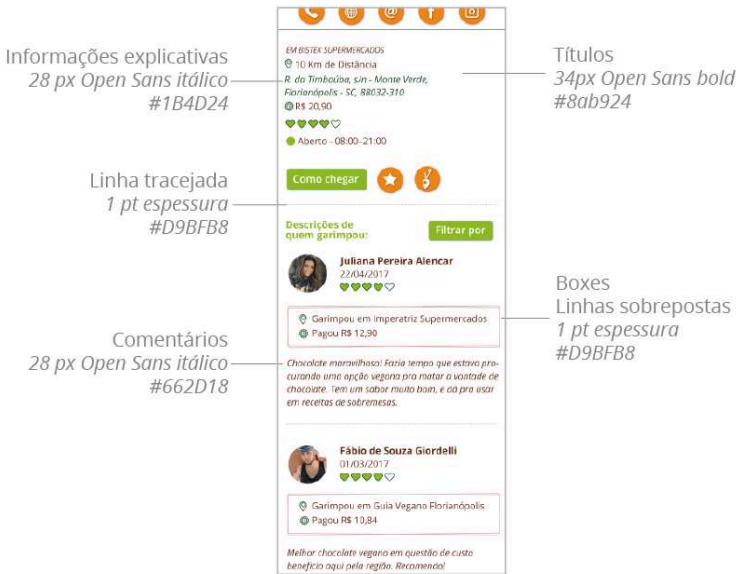 Informações explicativas
28 px Open Sans itálico
#1B4D24
Linha tracejada
1 pt espessura
#D9BFB8
Comentários
28 px Open Sans itálico
#662D18
EM BISTEK SUPERMERCADOS
10 Km de Distância
R. do Timbaúba, s/n - Monte Verde,
Florianópolis - SC, 88032-310
R$ 20,90
Aberto - 08:00–21:00
Como chegar
Descrições de
quem garimpou:
Filtrar por
Juliana Pereira Alencar
22/04/2017
Garimpou em Imperatriz Supermercados
Pagou R$ 12,90
Chocolate maravilhoso! Fazia tempo que estava pro-
curando uma opção vegana pra matar a vontade de
chocolate. Tem um sabor muito bom, e dá pra usar
em receitas de sobremesas.
Fábio de Souza Giordelli
01/03/2017
Garimpou em Guia Vegano Florianópolis
Pagou R$ 10,84
Melhor chocolate vegano em questão de custo
benefício aqui pela região. Recomendo!
Títulos
34px Open Sans bold
#8ab924
Boxes
Linhas sobrepostas
1 pt espessura
#D9BFB8